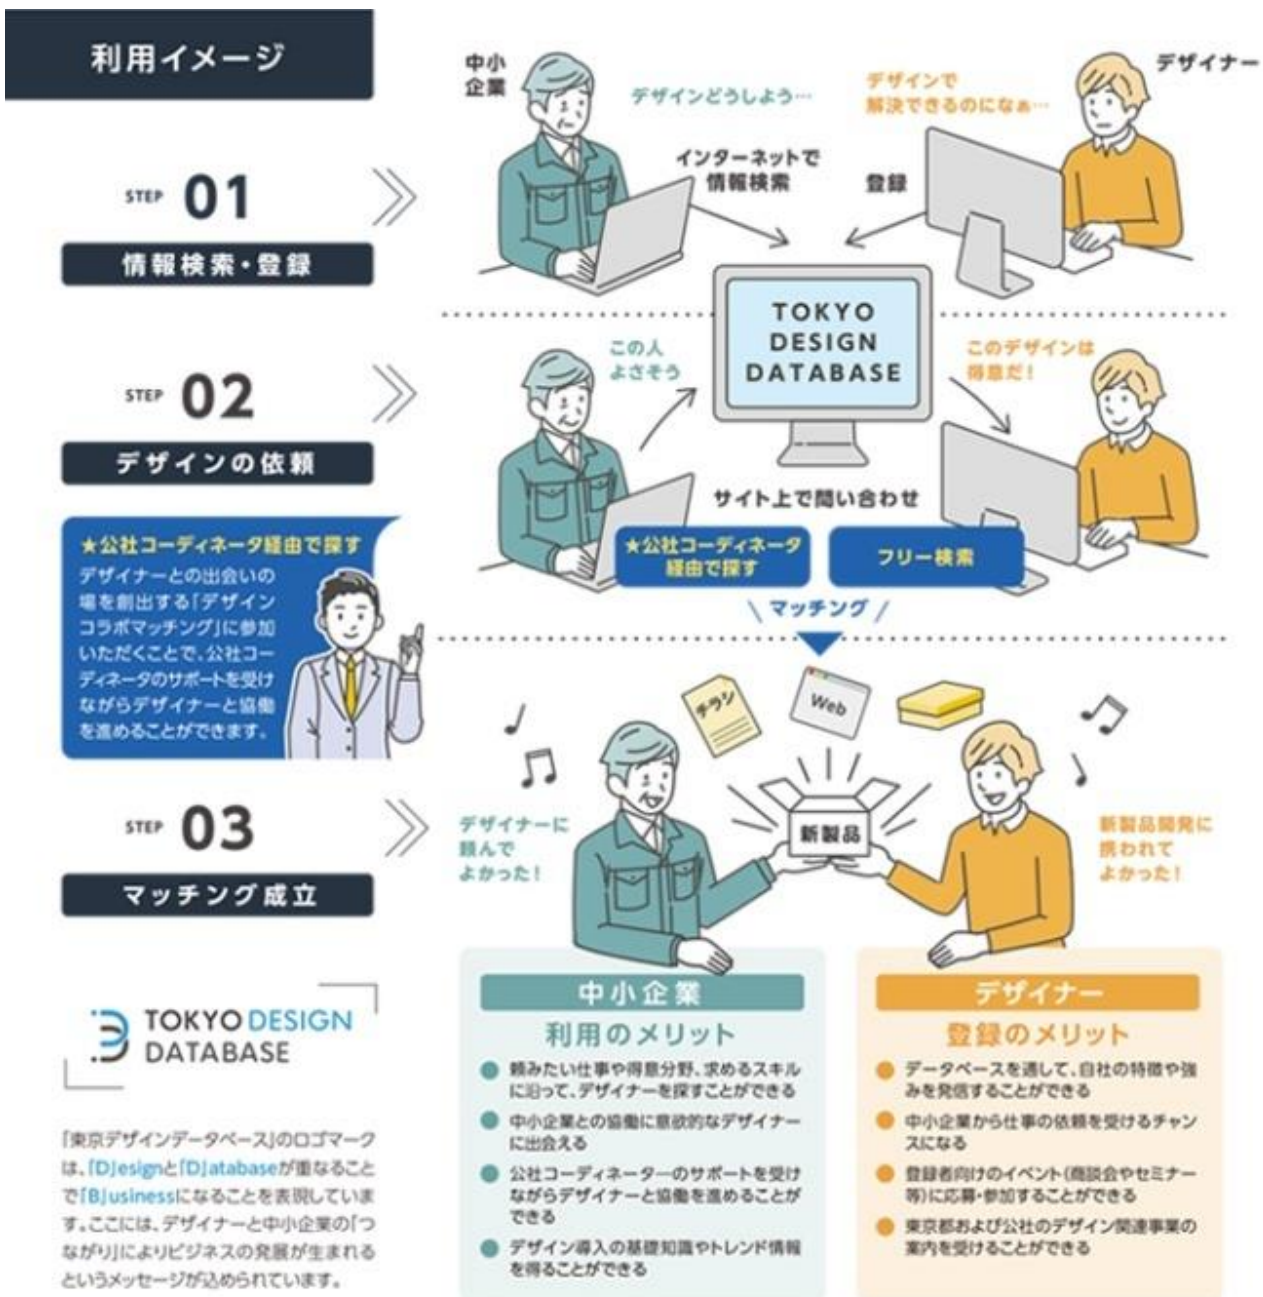 利用イメージ
中小
企業
デザインどうしよう…
デザインで
解決できるのになぁ…
デザイナー
STEP 01
情報検索・登録
インターネットで
情報検索
登録
TOKYO
DESIGN
DATABASE
STEP 02
デザインの依頼
この人
よさそう
このデザインは
得意だ!
サイト上で問い合わせ
★公社コーディネータ
経由で探す
フリー検索
マッチング
★公社コーディネータ経由で探す
デザイナーとの出会いの
場を創出する「デザイン
コラボマッチング」に参加
いただくことで、公社コー
ディネータのサポートを受け
ながらデザイナーと協働
を進めることができます。
チラシ
Web
新製品
STEP 03
マッチング成立
デザイナーに
頼んで
よかった!
新製品開発に
携われて
よかった!
中小企業
利用のメリット
頼みたい仕事や得意分野、求めるスキル
に沿って、デザイナーを探すことができる
中小企業との協働に意欲的なデザイナー
に出会える
公社コーディネーターのサポートを受け
ながらデザイナーと協働を進めることが
できる
デザイン導入の基礎知識やトレンド情報
を得ることができる
デザイナー
登録のメリット
データベースを通して、自社の特徴や強
みを発信することができる
中小企業から仕事の依頼を受けるチャン
スになる
登録者向けのイベント(商談会やセミナー
等)に応募・参加することができる
東京都および公社のデザイン関連事業の
案内を受けることができる
TOKYO DESIGN
DATABASE
「東京デザインデータベース」のロゴマーク
は、「D」esignと「D」atabaseが重なること
で「B」usinessになることを表現していま
す。ここには、デザイナーと中小企業の「つ
ながり」によりビジネスの発展が生まれる
というメッセージが込められています。